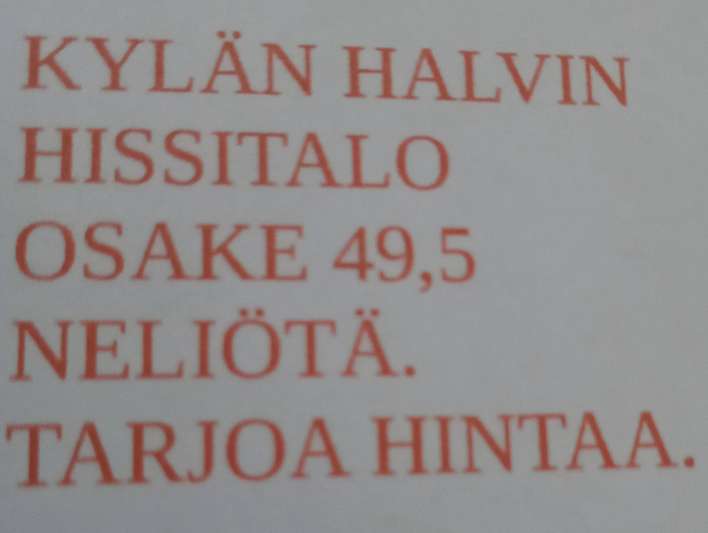 KYLÄN HALVIN
HISSITALO
OSAKE 49,5
NELIÖTÄ.
TARJOA HINTAA.